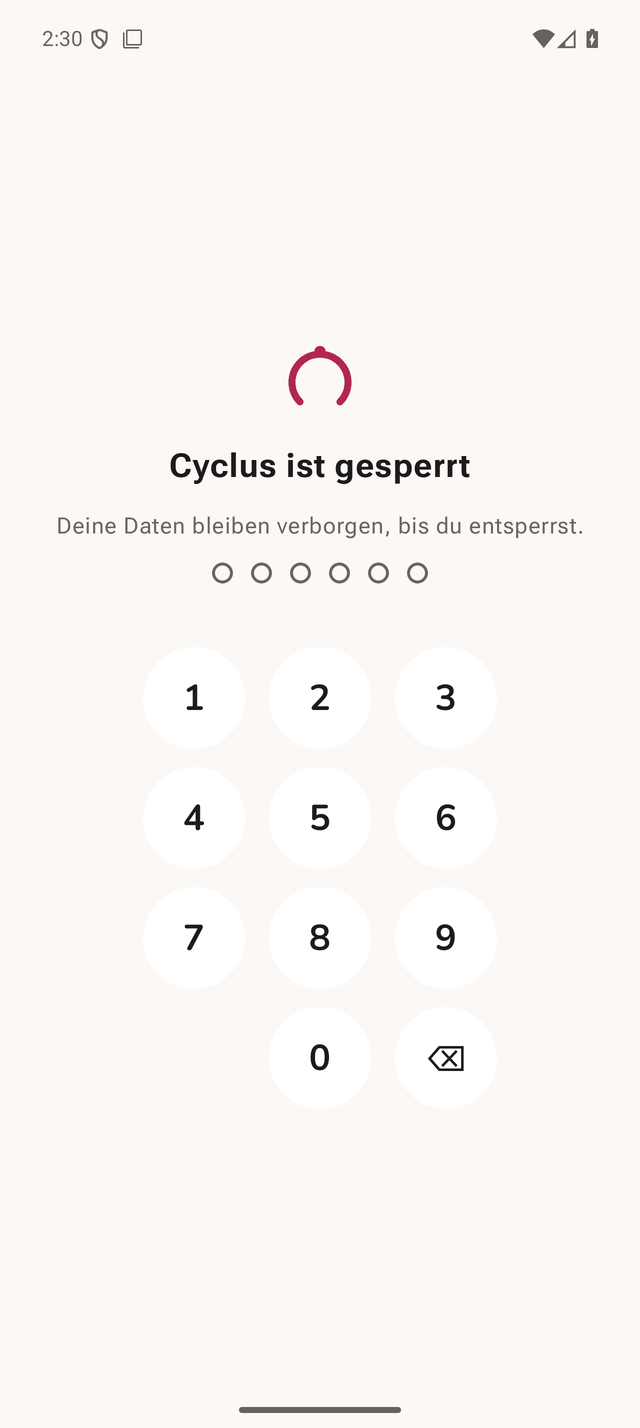 2:30
Cyclus ist gesperrt
Deine Daten bleiben verborgen, bis du entsperrst.
1 2 3
4 5 6
7 8 9
0